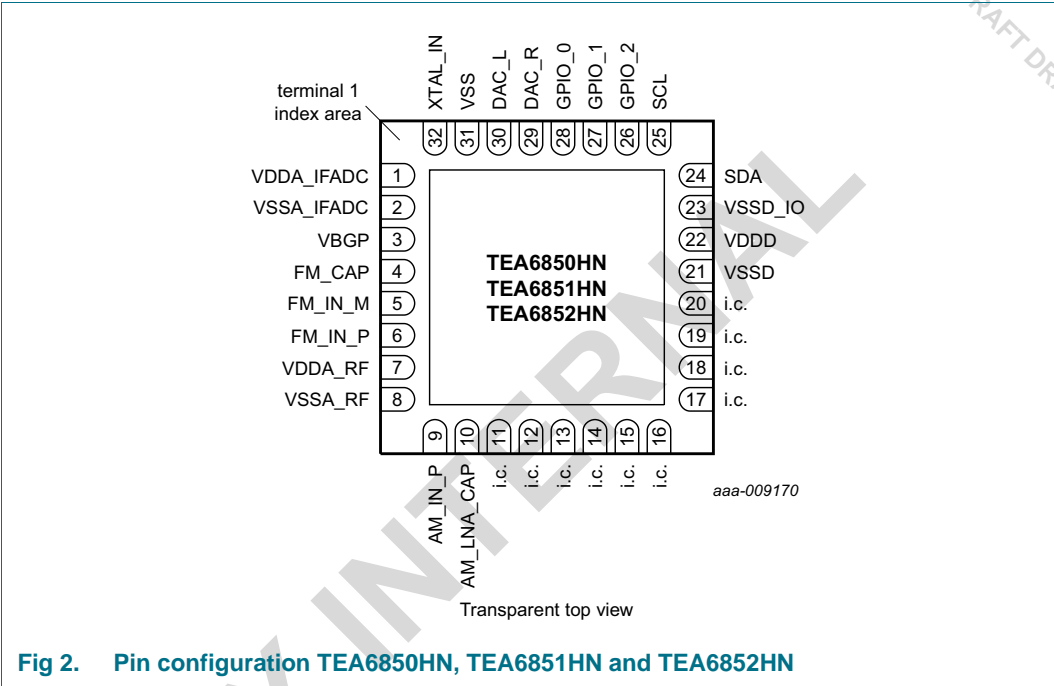 RAFT DRA
terminal 1
index area
XTAL_IN
VSS
DAC_L
DAC_R
GPIO_0
GPIO_1
GPIO_2
SCL
32
31
30
29
28
27
26
25
VDDA_IFADC 1
VSSA_IFADC 2
VBGP 3
FM_CAP 4
FM_IN_M 5
FM_IN_P 6
VDDA_RF 7
VSSA_RF 8
TEA6850HN
TEA6851HN
TEA6852HN
24 SDA
23 VSSD_IO
22 VDDD
21 VSSD
20 i.c.
19 i.c.
18 i.c.
17 i.c.
9
10
11
12
13
14
15
16
AM_IN_P
AM_LNA_CAP
i.c.
i.c.
i.c.
i.c.
i.c.
i.c.
aaa-009170
Transparent top view
Y INTERNAL
Fig 2. Pin configuration TEA6850HN, TEA6851HN and TEA6852HN